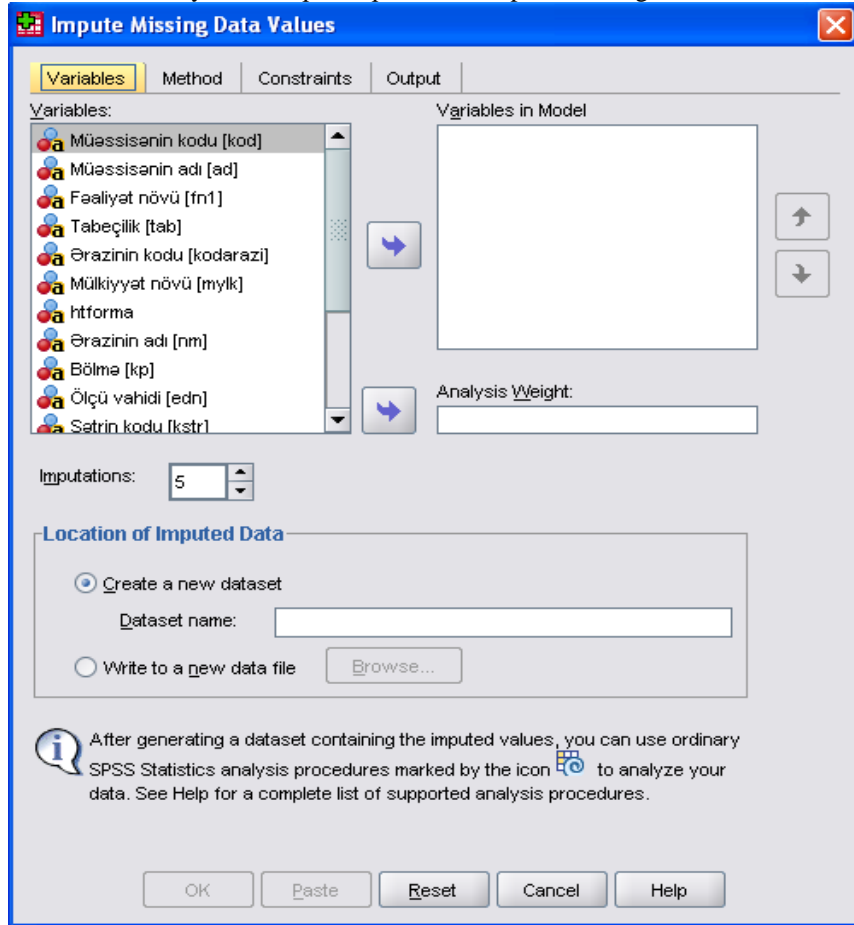 Impute Missing Data Values
Variables
Method
Constraints
Output
Variables:
Müəssisənin kodu [kod]
Müəssisənin adı [ad]
Fəaliyət növü [fn1]
Tabeçilik [tab]
Ərazinin kodu [kodarazi]
Mülkiyyət növü [mylk]
htforma
Ərazinin adı [nm]
Bölmə [kp]
Ölçü vahidi [edn]
Sətrin kodu [kstr]
Variables in Model
Analysis Weight:
Imputations:
5
Location of Imputed Data
Create a new dataset
Dataset name:
Write to a new data file
Browse...
After generating a dataset containing the imputed values, you can use ordinary
SPSS Statistics analysis procedures marked by the icon to analyze your
data. See Help for a complete list of supported analysis procedures.
OK
Paste
Reset
Cancel
Help